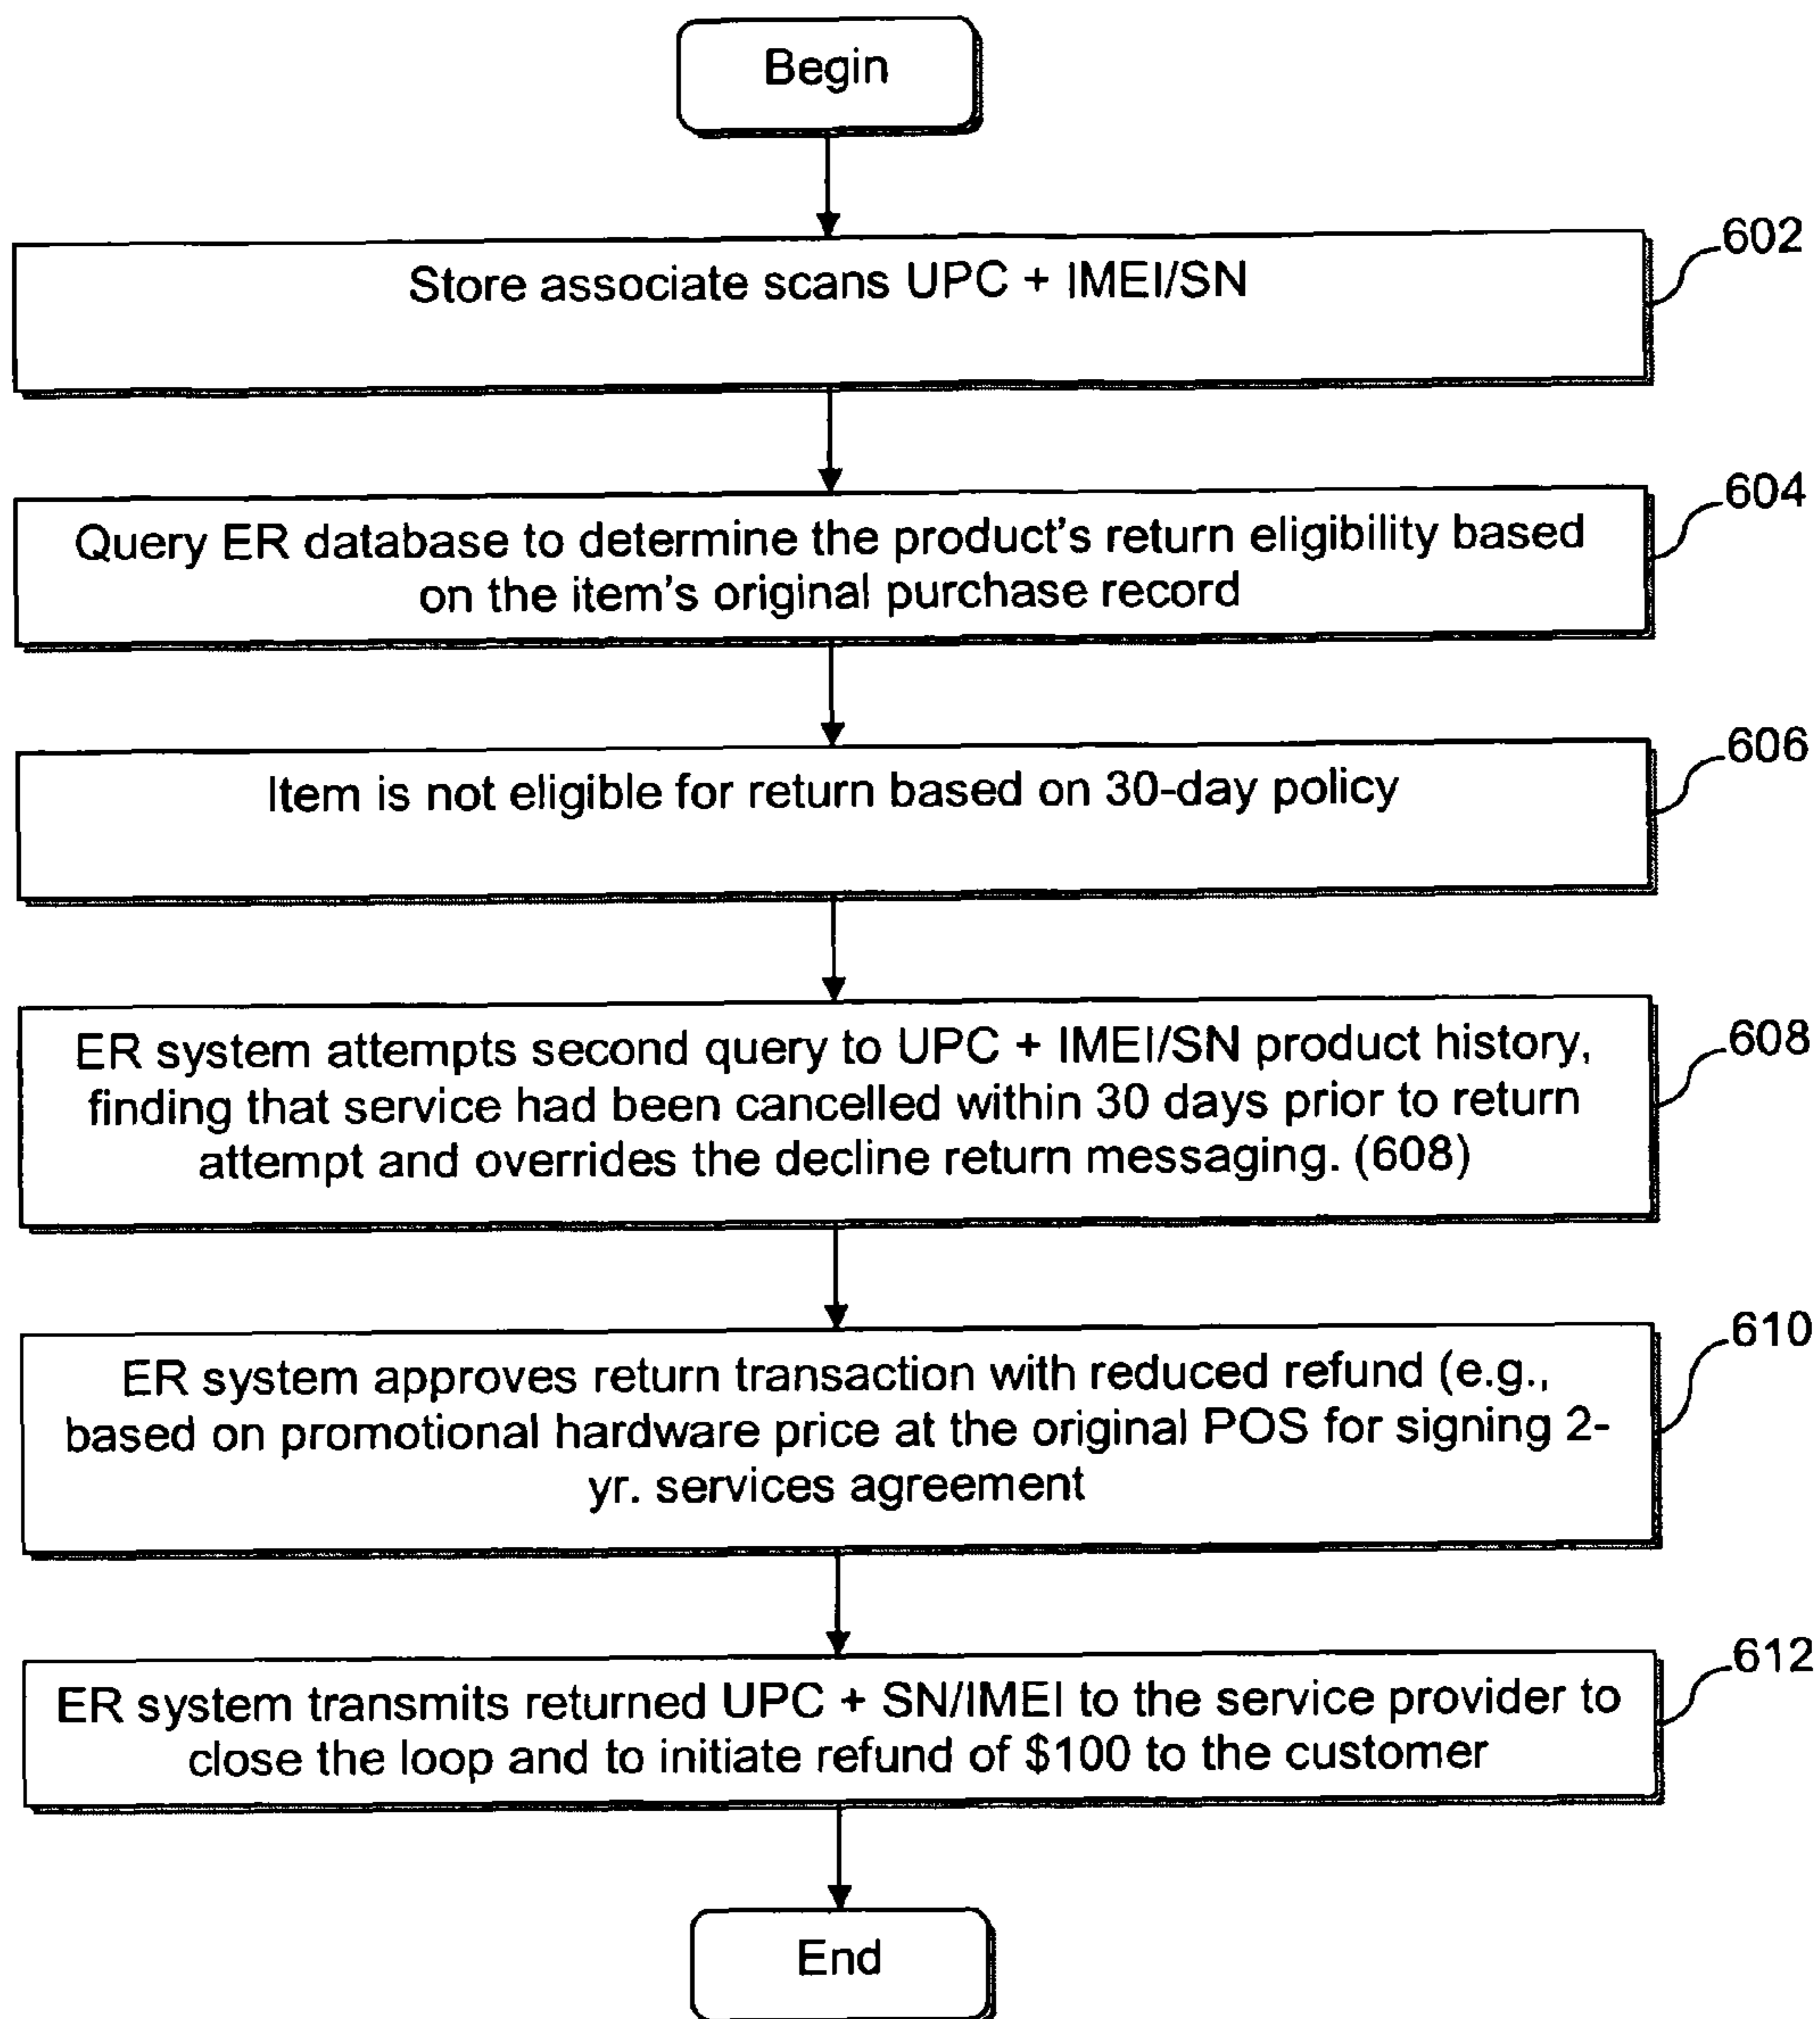 Begin
Store associate scans UPC + IMEI/SN
602
Query ER database to determine the product's return eligibility based
on the item's original purchase record
604
Item is not eligible for return based on 30-day policy
606
ER system attempts second query to UPC + IMEI/SN product history,
finding that service had been cancelled within 30 days prior to return
attempt and overrides the decline return messaging. (608)
608
ER system approves return transaction with reduced refund (e.g.,
based on promotional hardware price at the original POS for signing 2-
yr. services agreement
610
ER system transmits returned UPC + SN/IMEI to the service provider to
close the loop and to initiate refund of $100 to the customer
612
End